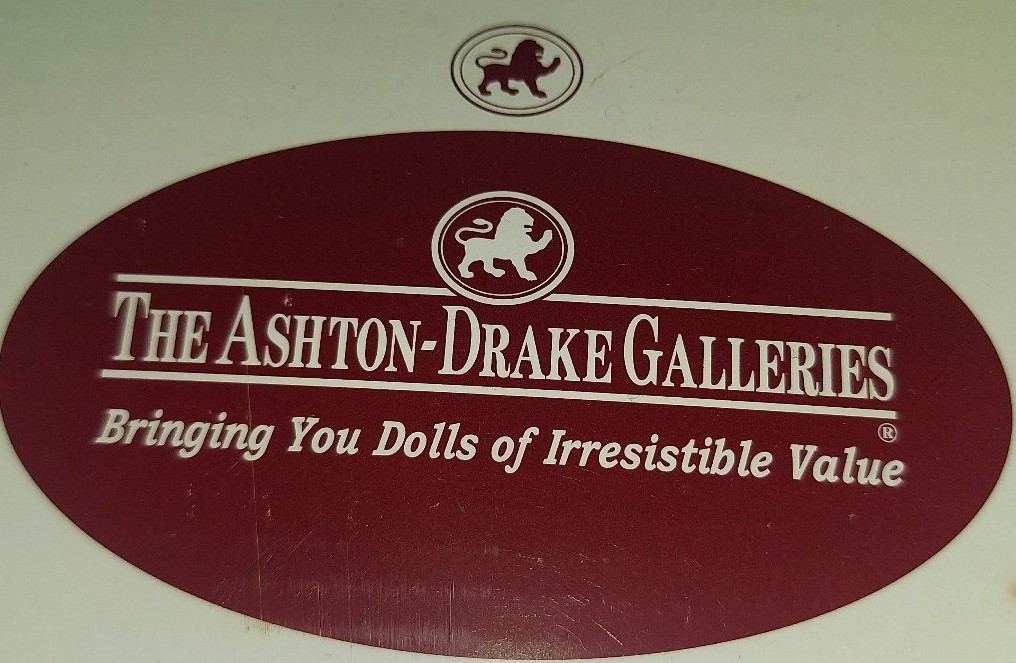 THE ASHTON-DRAKE GALLERIES
®
Bringing You Dolls of Irresistible Value